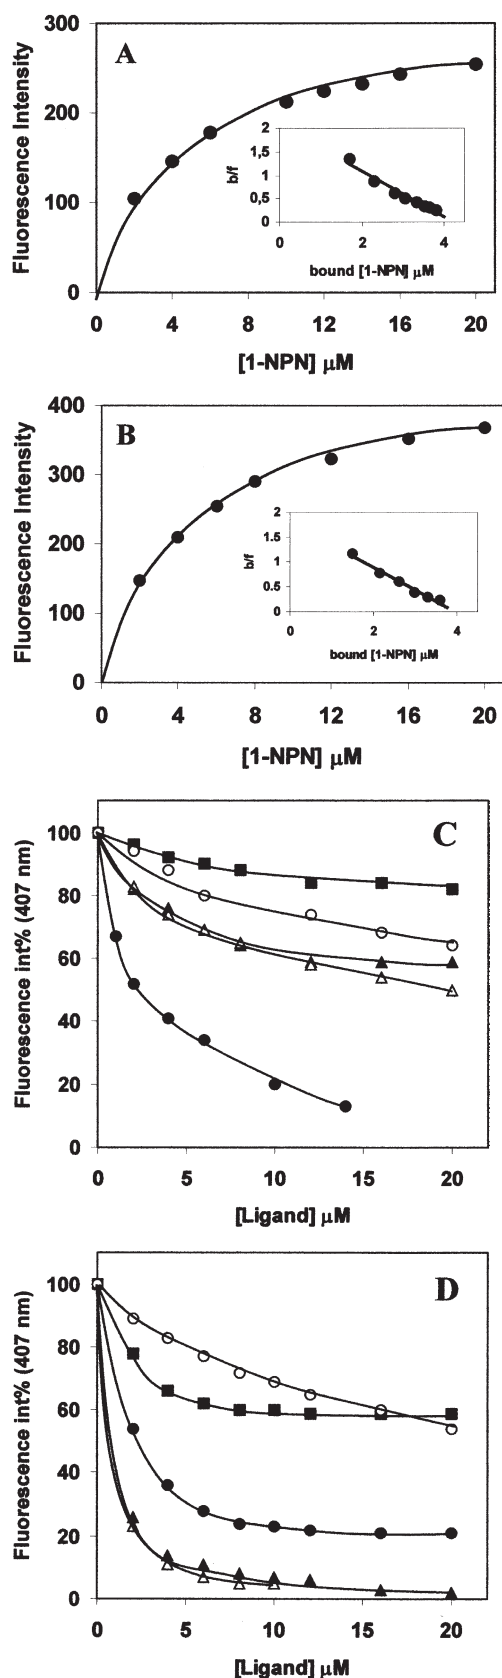 A
Fluorescence Intensity
300
200
100
0
b/f
2
1,5
1
0,5
0
0 2 4
bound [1-NPN] μM
0 4 8 12 16 20
[1-NPN] μM
B
Fluorescence Intensity
400
300
200
100
0
b/f
2
1.5
1
0.5
0
0 2 4
bound [1-NPN] μM
0 4 8 12 16 20
[1-NPN] μM
C
Fluorescence int% (407 nm)
100
80
60
40
20
0
0 5 10 15 20
[Ligand] μM
D
Fluorescence int% (407 nm)
100
80
60
40
20
0
0 5 10 15 20
[Ligand] μM